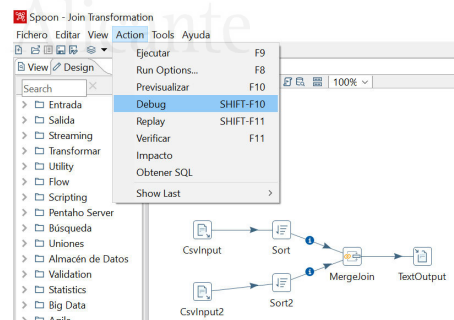 Spoon - Join Transformation
Fichero Editar View Action Tools Ayuda
View Design
Search
Entrada
Salida
Streaming
Transformar
Utility
Flow
Scripting
Pentaho Server
Búsqueda
Uniones
Almacén de Datos
Validation
Statistics
Big Data
Agile
Ejecutar F9
Run Options... F8
Previsualizar F10
Debug SHIFT-F10
Replay SHIFT-F11
Verificar F11
Impacto
Obtener SQL
Show Last
100%
CsvInput
Sort
MergeJoin
TextOutput
CsvInput2
Sort2